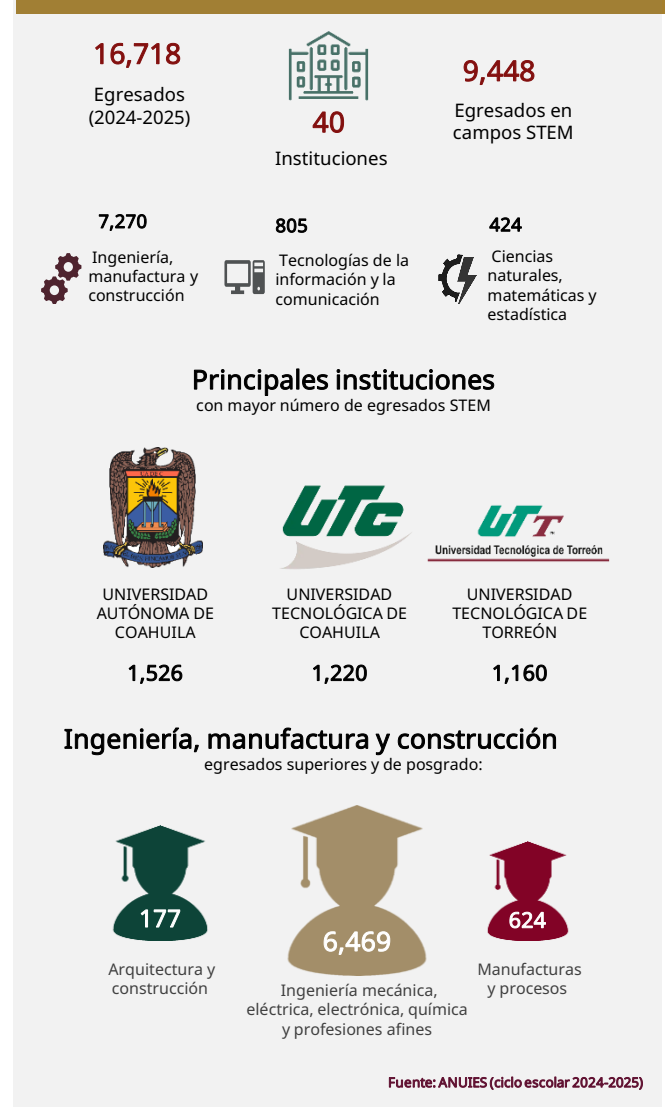 16,718
Egresados
(2024-2025)
40
Instituciones
9,448
Egresados en
campos STEM
7,270
Ingeniería,
manufactura y
construcción
805
Tecnologías de la
información y la
comunicación
424
Ciencias
naturales,
matemáticas y
estadística
Principales instituciones
con mayor número de egresados STEM
UTC
UTT
Universidad Tecnológica de Torreón
UNIVERSIDAD
AUTÓNOMA DE
COAHUILA
1,526
UNIVERSIDAD
TECNOLÓGICA DE
COAHUILA
1,220
UNIVERSIDAD
TECNOLÓGICA DE
TORREÓN
1,160
Ingeniería, manufactura y construcción
egresados superiores y de posgrado:
177
Arquitectura y
construcción
6,469
Ingeniería mecánica,
eléctrica, electrónica, química
y profesiones afines
624
Manufacturas
y procesos
Fuente: ANUIES (ciclo escolar 2024-2025)